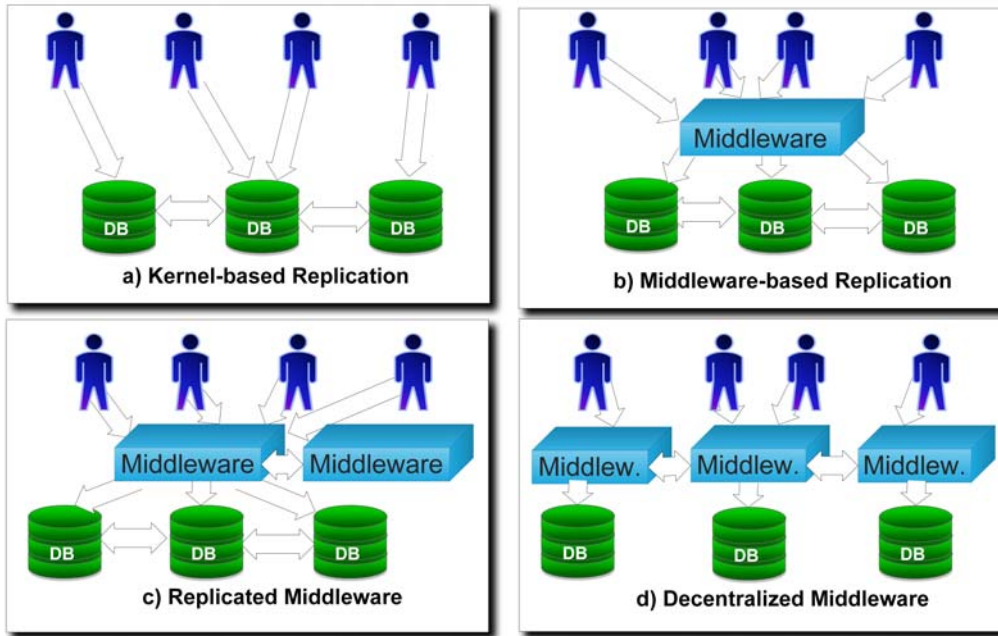 DB
DB
DB
a) Kernel-based Replication
Middleware
DB
DB
DB
b) Middleware-based Replication
Middleware
Middleware
DB
DB
DB
c) Replicated Middleware
Middlew.
Middlew.
Middlew.
DB
DB
DB
d) Decentralized Middleware